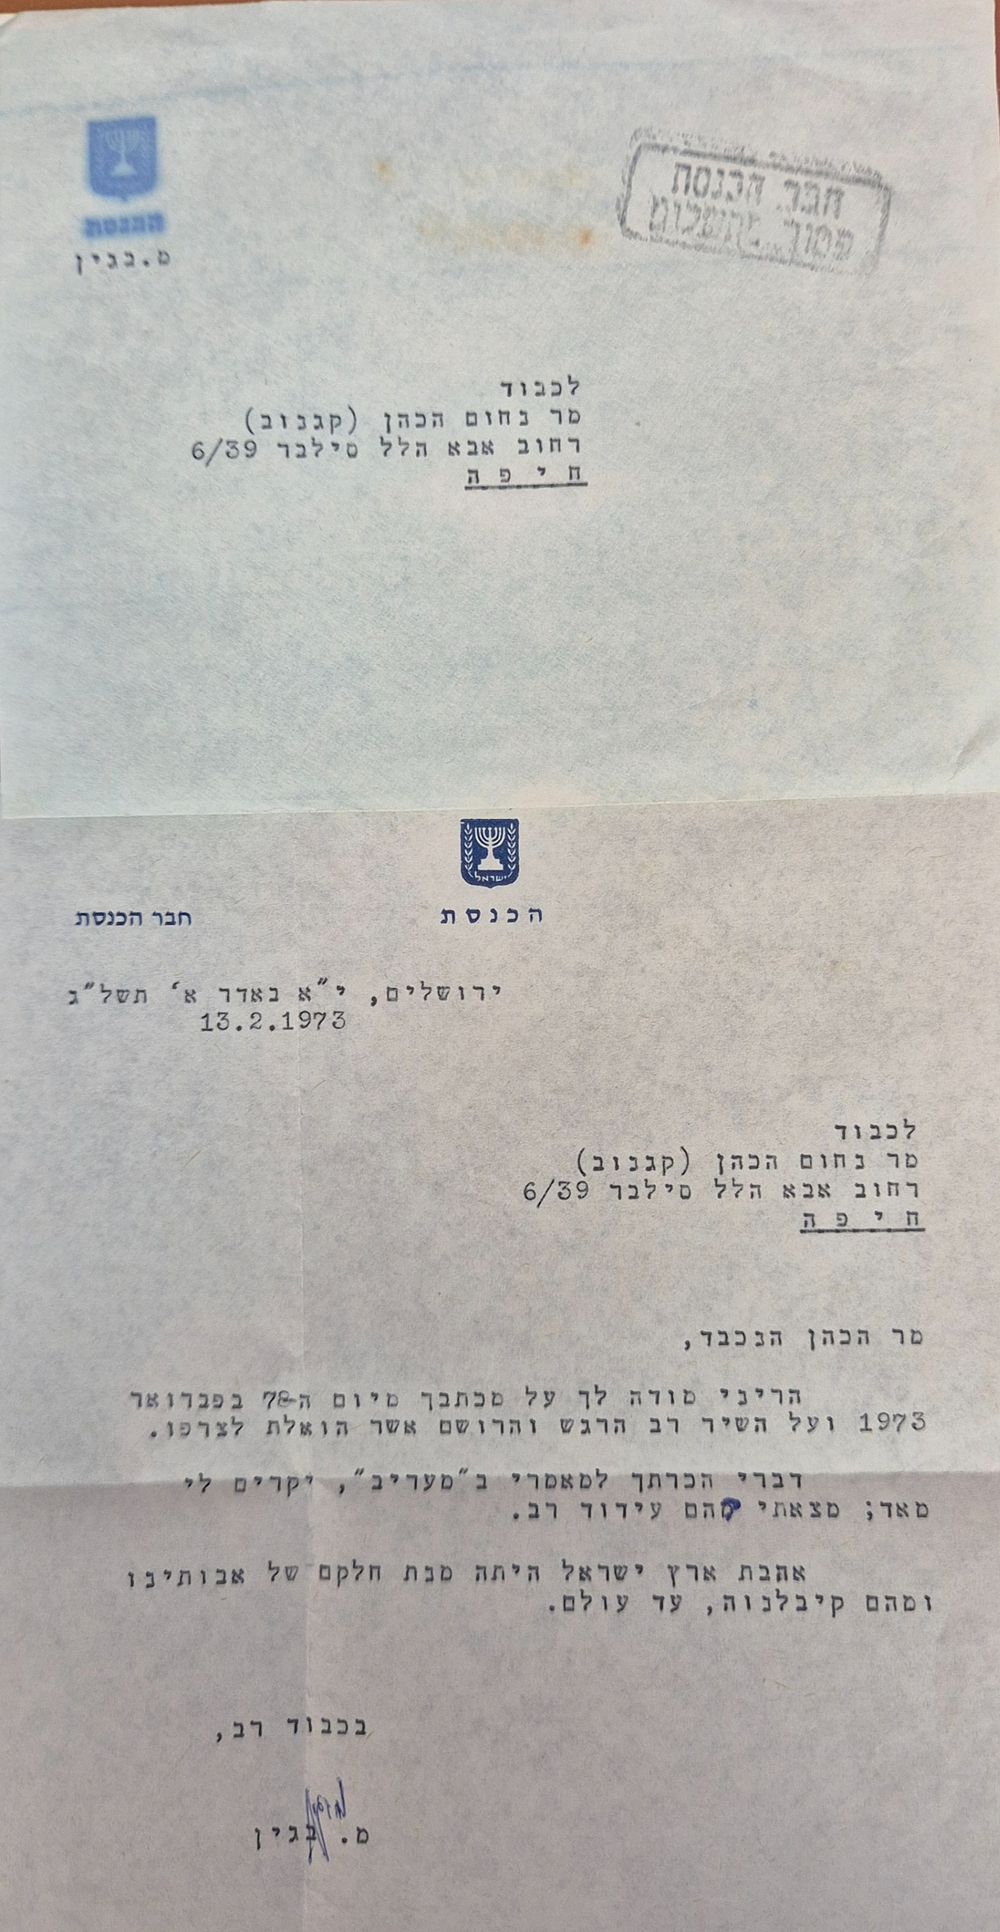 חבר הכנסת
פטור מתשלום
הכנסת
מ.בגין
לכבוד
מר נחום הכהן (קגנוב)
רחוב אבא הלל סילבר 6/39
ח י פ ה
ישראל
הכנסת
חבר הכנסת
ירושלים, י"א באדר א' תשל"ג
13.2.1973
לכבוד
מר נחום הכהן (קגנוב)
רחוב אבא הלל סילבר 6/39
ח י פ ה
מר הכהן הנכבד,
הריני מודה לך על מכתבך מיום ה-8 בפברואר
1973 ועל השיר רב הרגש והרושם אשר הואלת לצרפו.
דברי הכרתך למאמרי ב"מעריב", יקרים לי
מאד; מצאתי בהם עידוד רב.
אהבת ארץ ישראל היתה מנת חלקם של אבותינו
ומהם קיבלנוה, עד עולם.
בכבוד רב,
מ. בגין